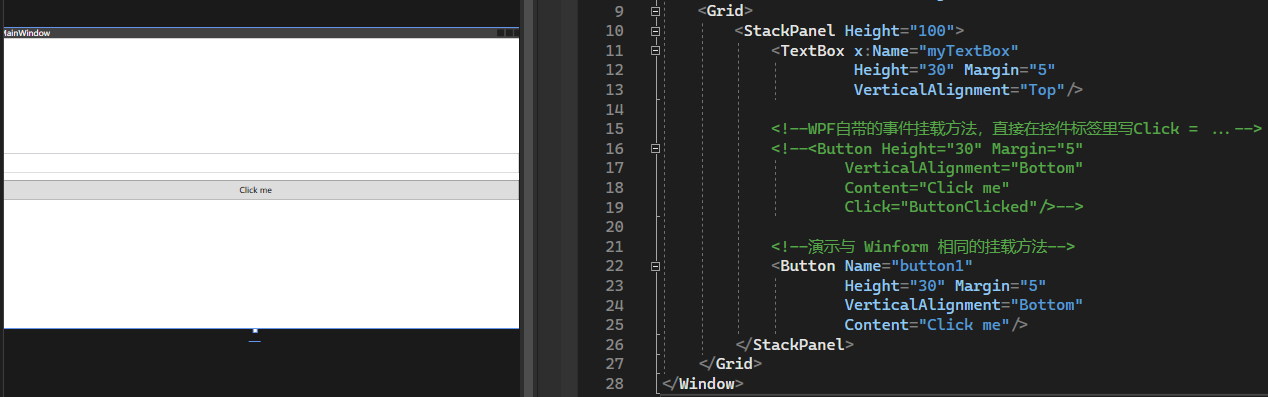 MainWindow
Click me
9 <Grid>
10 <StackPanel Height="100">
11 <TextBox x:Name="myTextBox"
12 Height="30" Margin="5"
13 VerticalAlignment="Top"/>
14
15 <!--WPF自带的事件挂载方法，直接在控件标签里写Click = ...-->
16 <!--<Button Height="30" Margin="5"
17 VerticalAlignment="Bottom"
18 Content="Click me"
19 Click="ButtonClicked"/>-->
20
21 <!--演示与 Winform 相同的挂载方法-->
22 <Button Name="button1"
23 Height="30" Margin="5"
24 VerticalAlignment="Bottom"
25 Content="Click me"/>
26 </StackPanel>
27 </Grid>
28 </Window>